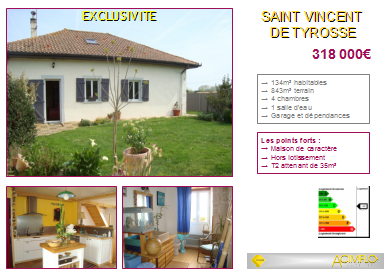 EXCLUSIVITE
SAINT VINCENT
DE TYROSSE
318 000€
→ 134m² habitables
→ 843m² terrain
→ 4 chambres
→ 1 salle d'eau
→ Garage et dépendances
Les points forts :
→ Maison de caractère
→ Hors lotissement
→ T2 attenant de 35m²